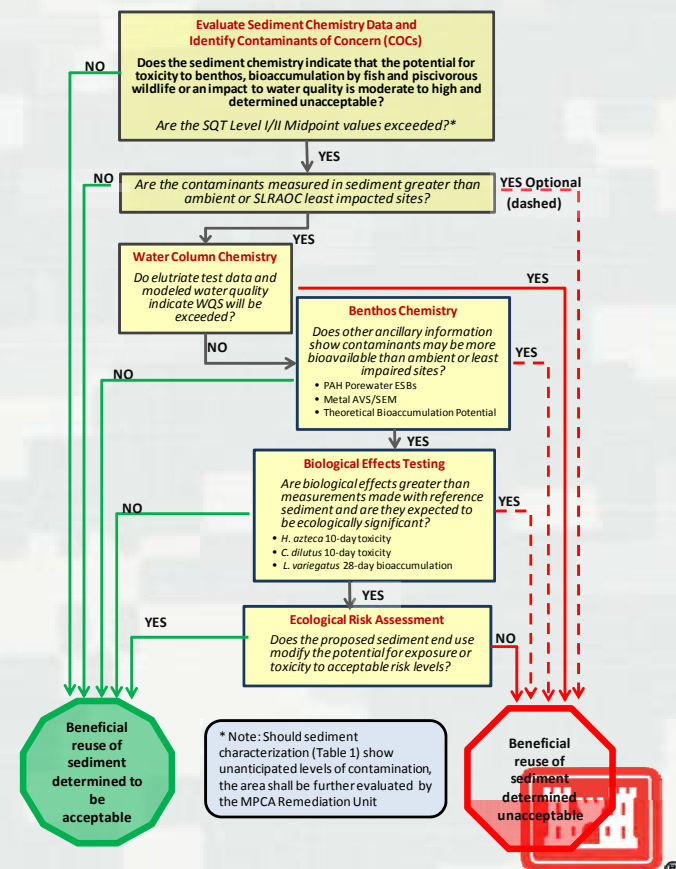 Evaluate Sediment Chemistry Data and
Identify Contaminants of Concern (COCs)
Does the sediment chemistry indicate that the potential for
toxicity to benthos, bioaccumulation by fish and piscivorous
wildlife or an impact to water quality is moderate to high and
determined unacceptable?
Are the SQT Level I/II Midpoint values exceeded?*
NO
YES
NO
Are the contaminants measured in sediment greater than
ambient or SLRAOC least impacted sites?
YES Optional
(dashed)
YES
Water Column Chemistry
Do elutriate test data and
modeled water quality
indicate WQS will be
exceeded?
YES
NO
Benthos Chemistry
Does other ancillary information
show contaminants may be more
bioavailable than ambient or least
impaired sites?
• PAH Porewater ESBs
• Metal AVS/SEM
• Theoretical Bioaccumulation Potential
YES
NO
YES
Biological Effects Testing
Are biological effects greater than
measurements made with reference
sediment and are they expected to
be ecologically significant?
• H. azteca 10-day toxicity
• C. dilutus 10-day toxicity
• L. variegatus 28-day bioaccumulation
YES
NO
YES
Ecological Risk Assessment
Does the proposed sediment end use
modify the potential for exposure or
toxicity to acceptable risk levels?
YES
NO
Beneficial
reuse of
sediment
determined to
be
acceptable
* Note: Should sediment
characterization (Table 1) show
unanticipated levels of contamination,
the area shall be further evaluated by
the MPCA Remediation Unit
Beneficial
reuse of
sediment
determined
unacceptable
®